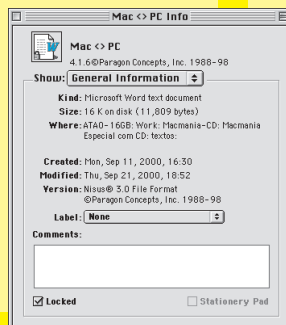 Mac <> PC Info
Mac <> PC
4.1.6©Paragon Concepts, Inc. 1988-98
Show: General Information
Kind: Microsoft Word text document
Size: 16 K on disk (11,809 bytes)
Where: ATA0-16GB: Work: Macmania-CD: Macmania
Especial com CD: textos:
Created: Mon, Sep 11, 2000, 16:30
Modified: Thu, Sep 21, 2000, 18:52
Version: Nisus® 3.0 File Format
©Paragon Concepts, Inc. 1988-98
Label: None
Comments:
Locked
Stationery Pad